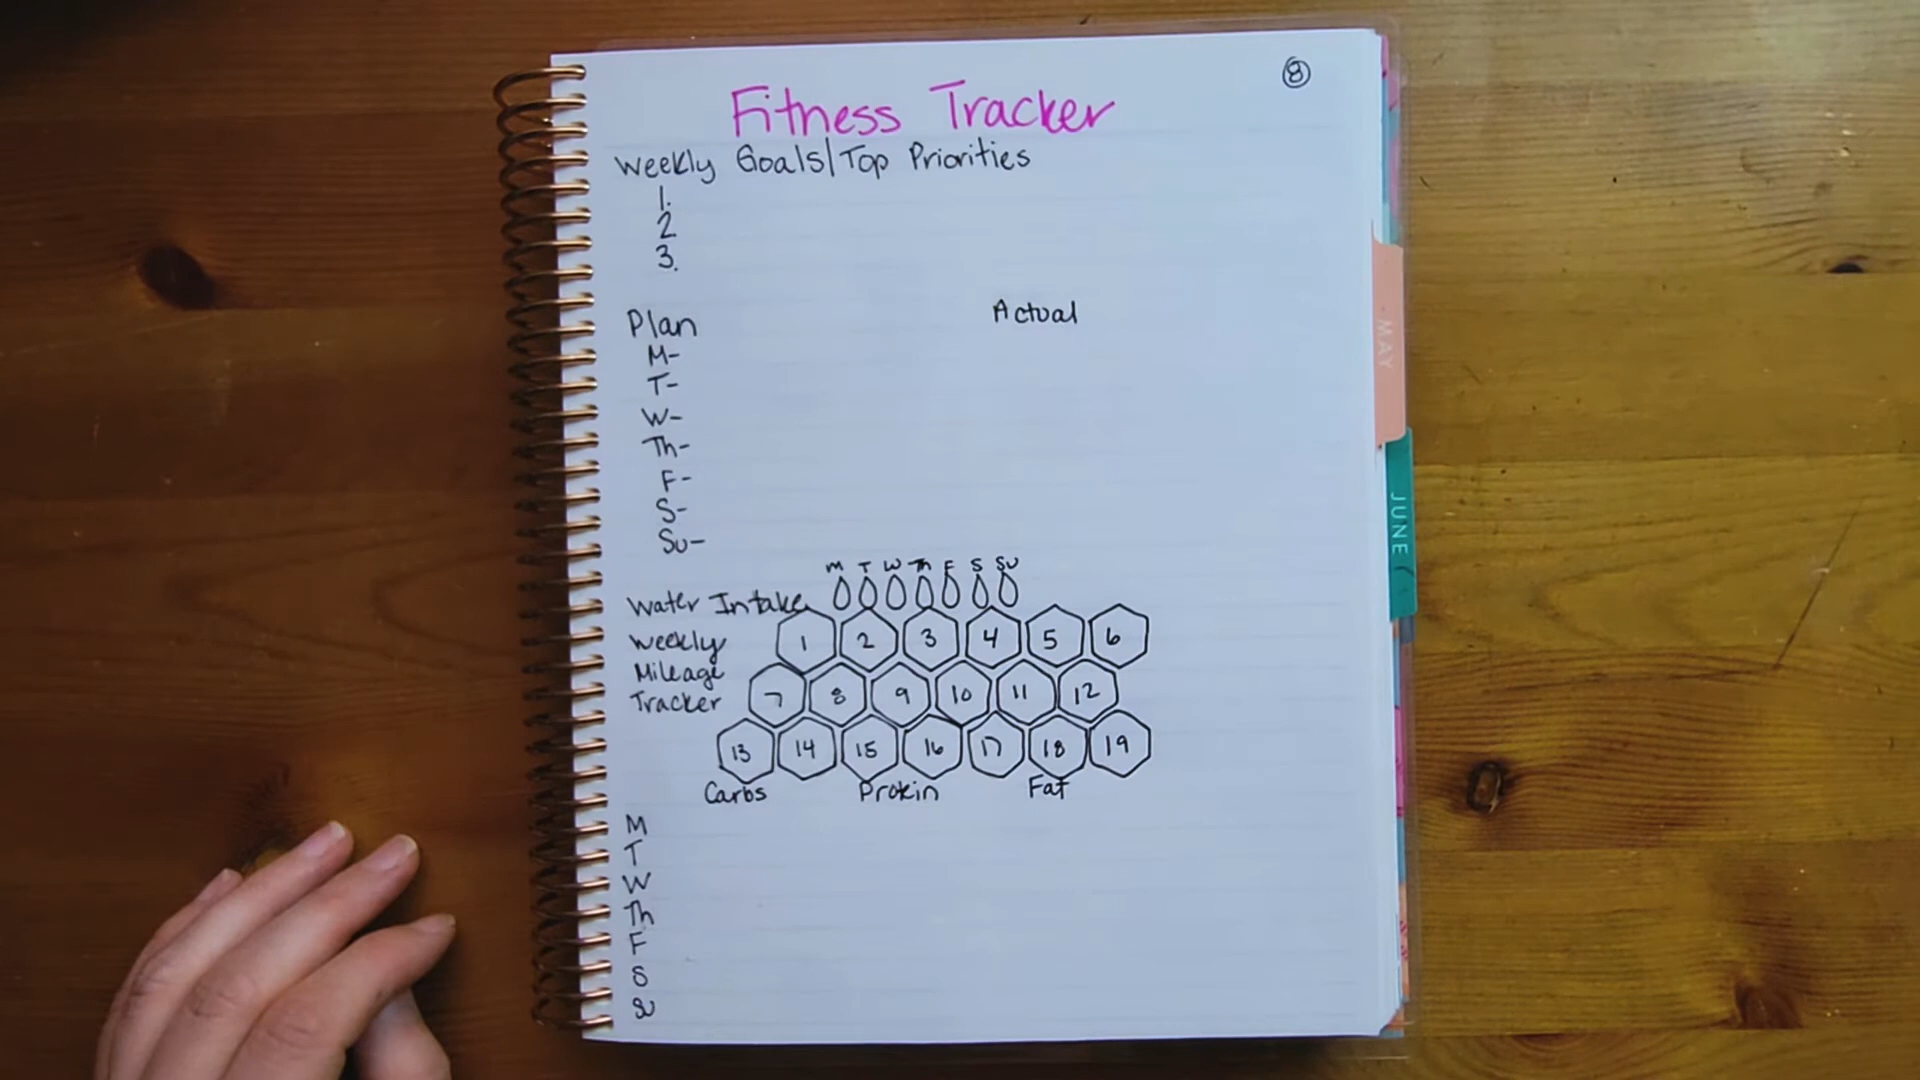 8
Fitness Tracker
Weekly Goals/Top Priorities
1.
2
3.
Plan
Actual
M-
T-
W-
Th-
F-
S-
Su-
M T W Th F S Su
Water Intake
Weekly
Mileage
Tracker
1 2 3 4 5 6
7 8 9 10 11 12
13 14 15 16 17 18 19
Carbs Protein Fat
M
T
W
Th
F
S
Su
MAY
JUNE